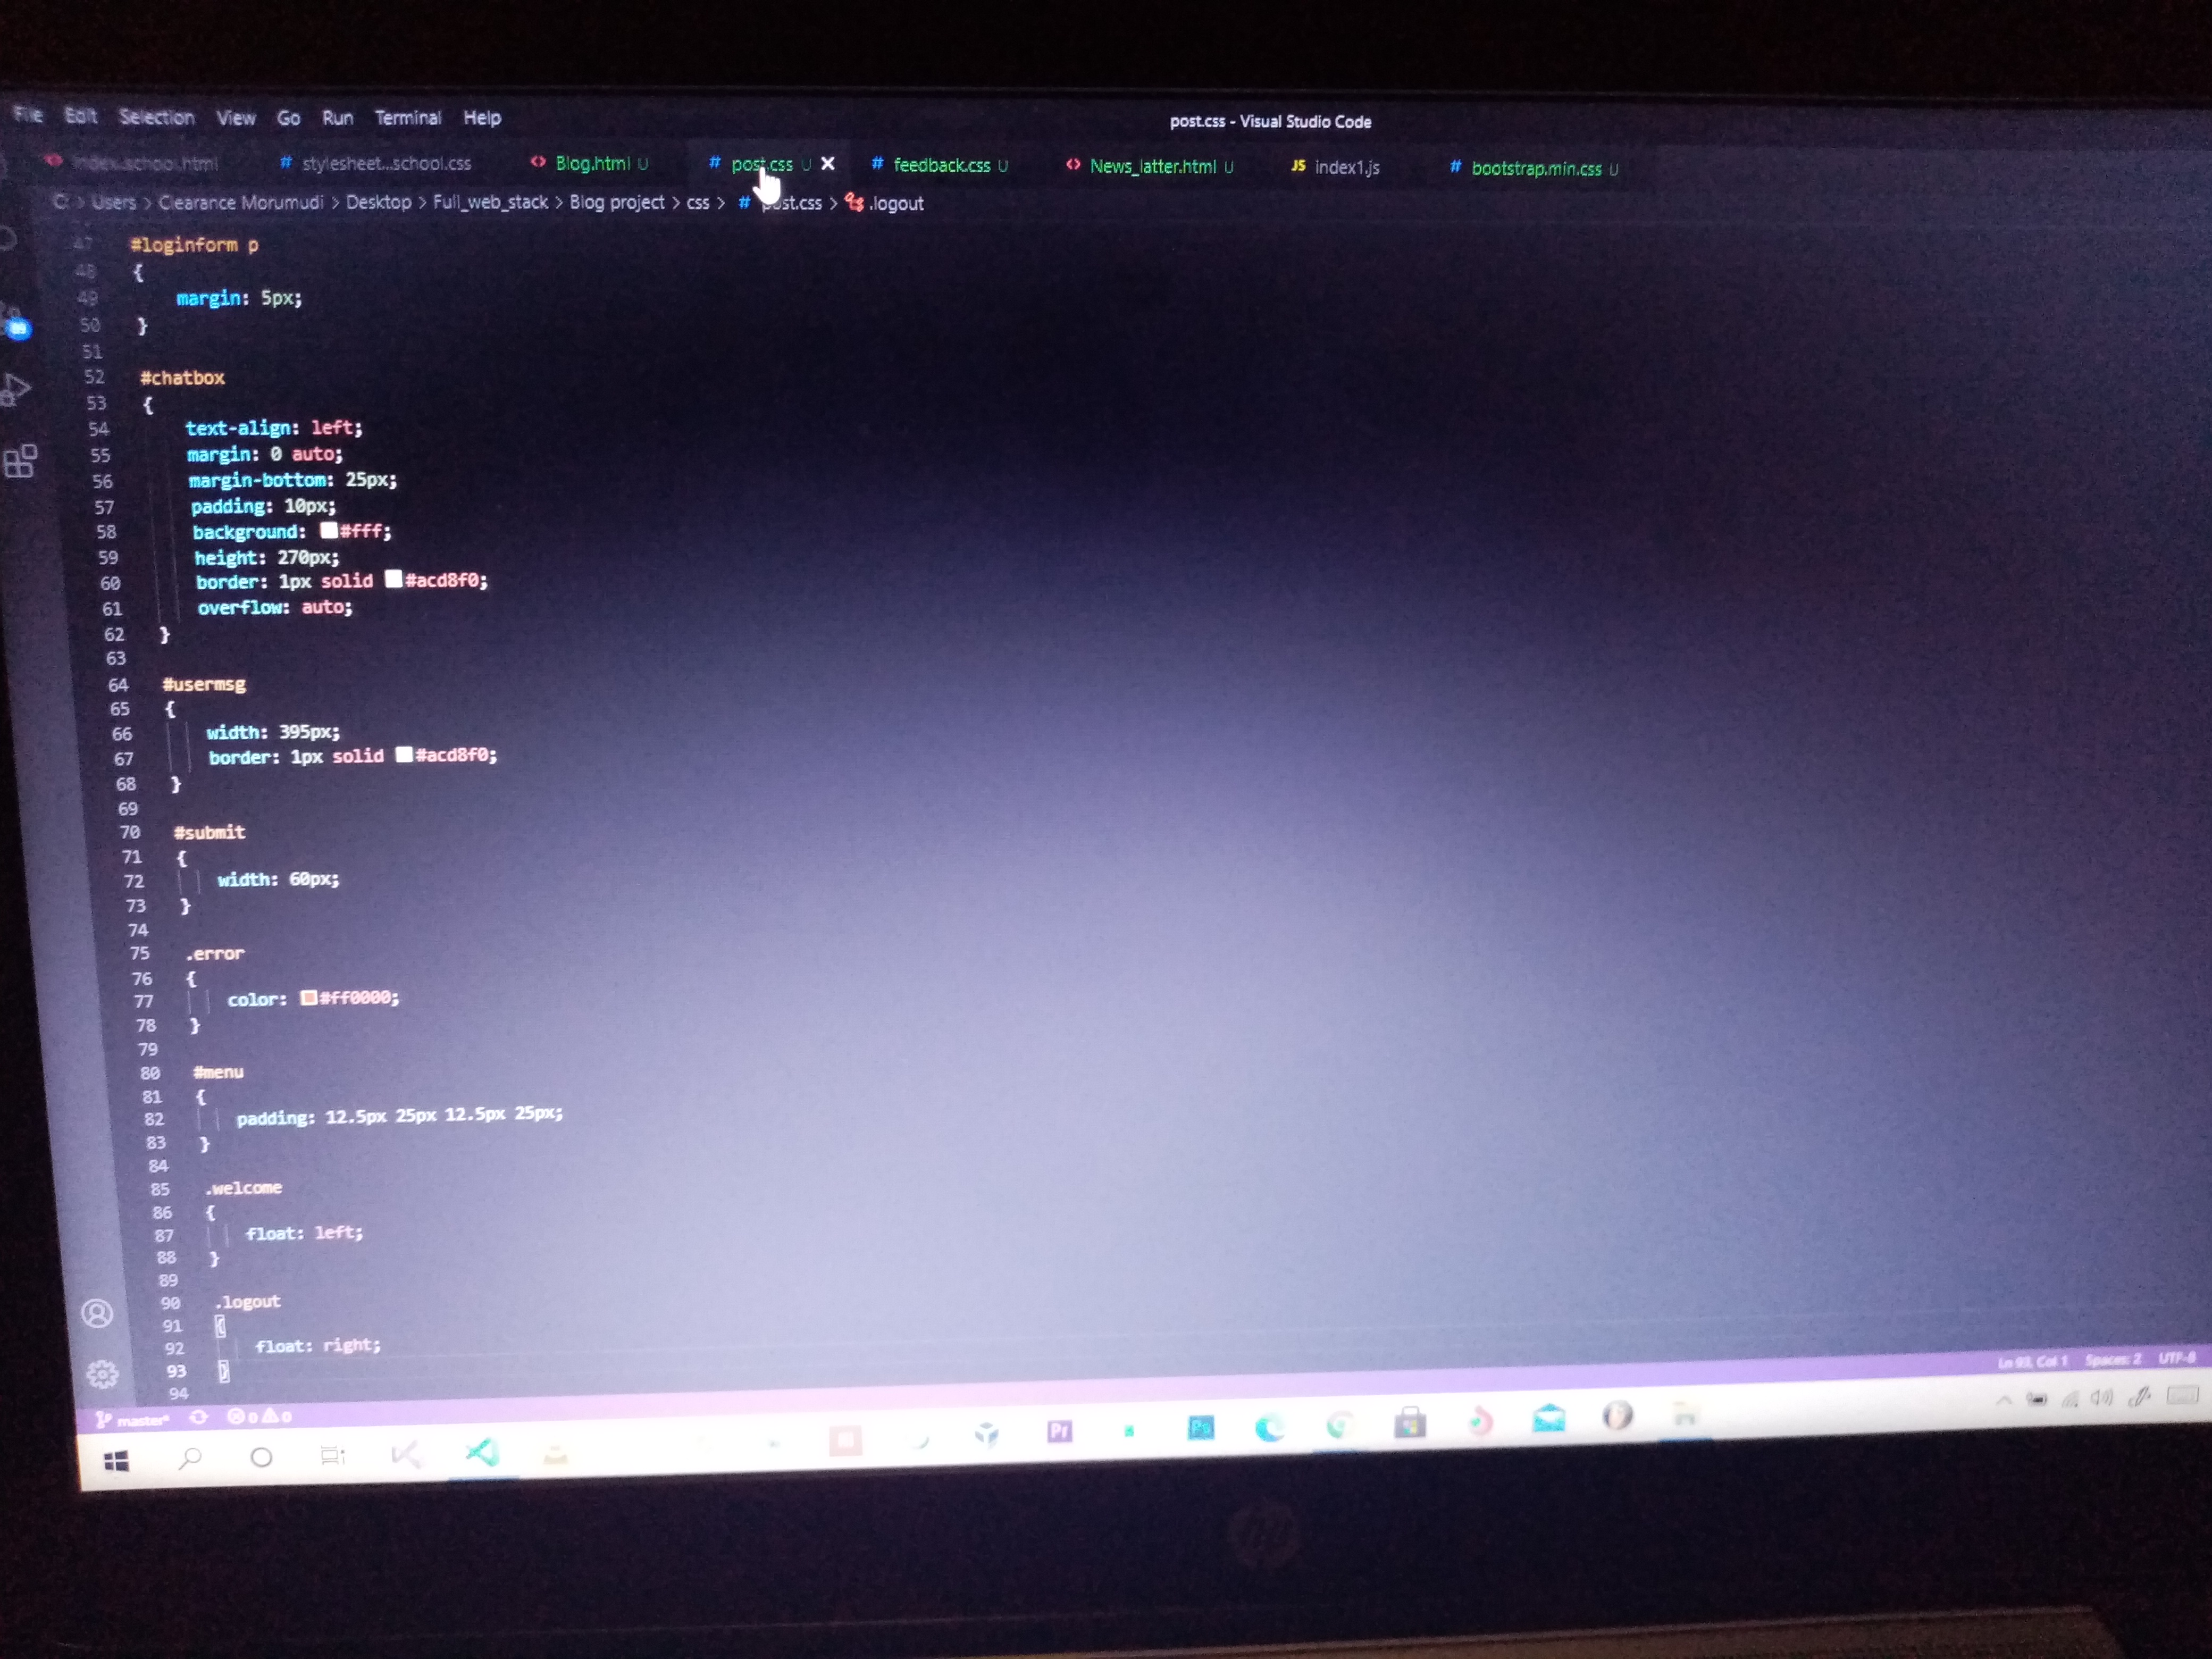 File Edit Selection View Go Run Terminal Help
post.css - Visual Studio Code
index.school.html # stylesheet...school.css <> Blog.html U # post.css U # feedback.css U <> News_latter.html U JS index1.js # bootstrap.min.css U
C: > Users > Clearance Morumudi > Desktop > Full_web_stack > Blog project > css > # post.css > .logout
47 #loginform p
48 {
49 margin: 5px;
50 }
51
52 #chatbox
53 {
54 text-align: left;
55 margin: 0 auto;
56 margin-bottom: 25px;
57 padding: 10px;
58 background: #fff;
59 height: 270px;
60 border: 1px solid #acd8f0;
61 overflow: auto;
62 }
63
64 #usermsg
65 {
66 width: 395px;
67 border: 1px solid #acd8f0;
68 }
69
70 #submit
71 {
72 width: 60px;
73 }
74
75 .error
76 {
77 color: #ff0000;
78 }
79
80 #menu
81 {
82 padding: 12.5px 25px 12.5px 25px;
83 }
84
85 .welcome
86 {
87 float: left;
88 }
89
90 .logout
91 {
92 float: right;
93 }
94
master* 0 0
Ln 93, Col 1 Spaces: 2 UTF-8
Pr
Ps
hp